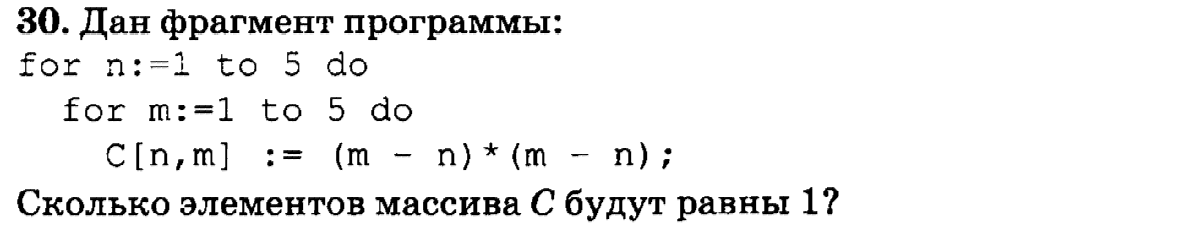 30. Дан фрагмент программы:
for n:=1 to 5 do
for m:=1 to 5 do
C[n,m] := (m - n)*(m - n);
Сколько элементов массива C будут равны 1?